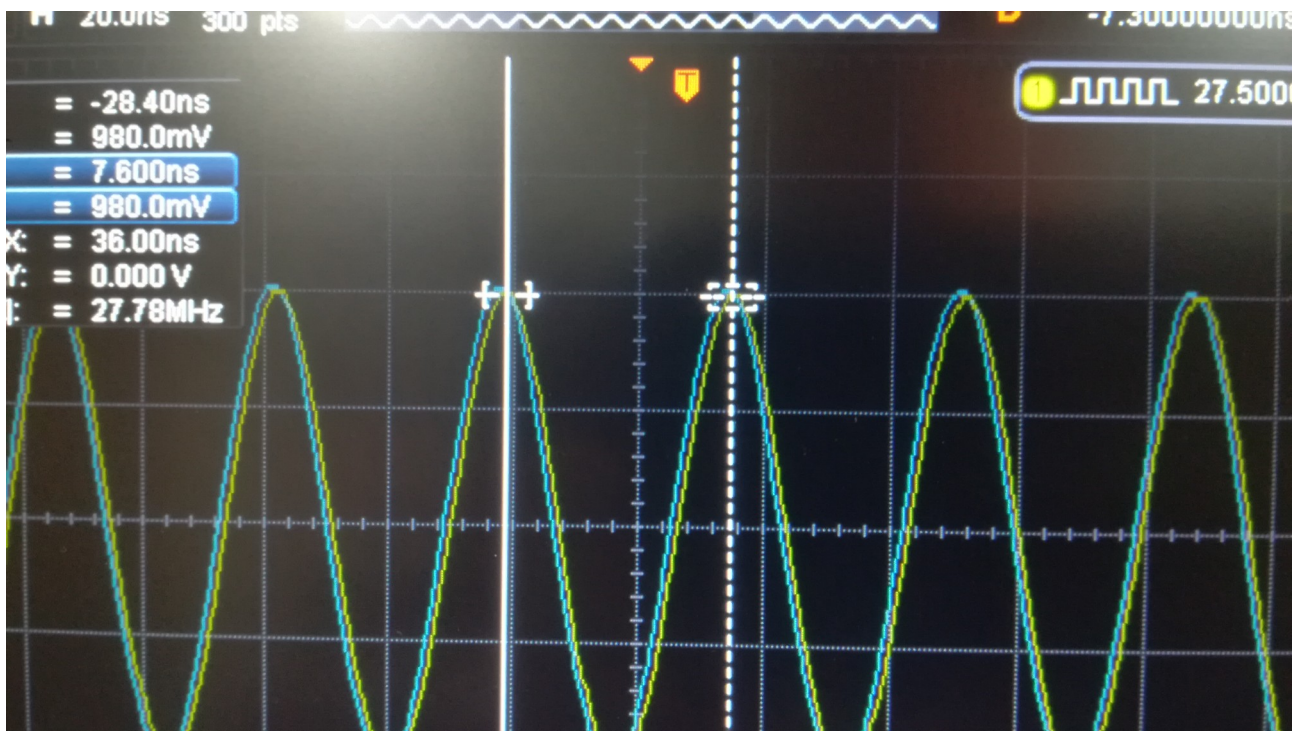 H 20.0ns 300 pts
D -7.30000000ns
= -28.40ns
= 980.0mV
= 7.600ns
= 980.0mV
X: = 36.00ns
Y: = 0.000 V
= 27.78MHz
T
1 27.500